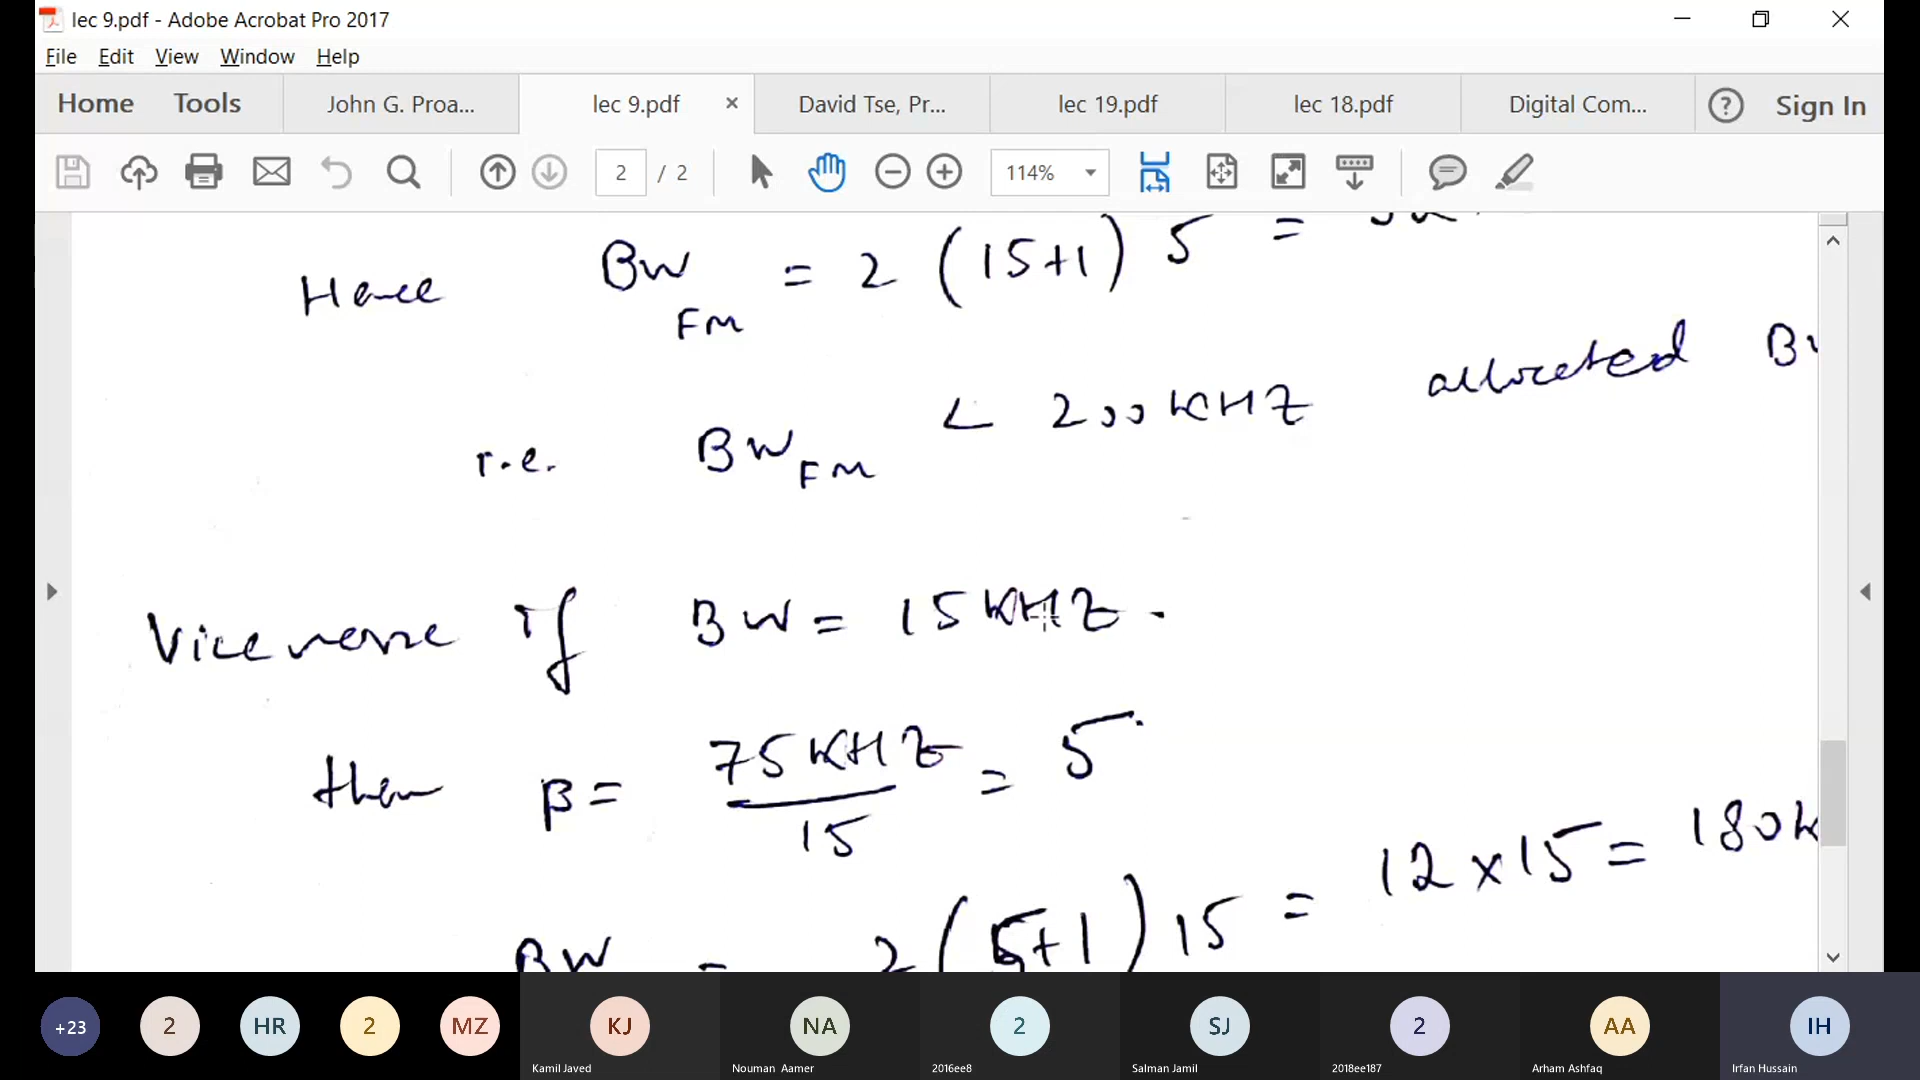 lec 9.pdf - Adobe Acrobat Pro 2017
File Edit View Window Help
Home Tools John G. Proa... lec 9.pdf × David Tse, Pr... lec 19.pdf lec 18.pdf Digital Com... ? Sign In
2 / 2 114%
Hence BW FM = 2 (15+1) 5 =
i.e. BW FM < 200 KHZ allocated
Vice verse if BW = 15 KHZ .
then β = 75 KHZ / 15 = 5
BW = 2 (5+1) 15 = 12 x 15 = 180 K
+23 2 HR 2 MZ KJ NA 2 SJ 2 AA IH
Kamil Javed Nouman Aamer 2016ee8 Salman Jamil 2018ee187 Arham Ashfaq Irfan Hussain